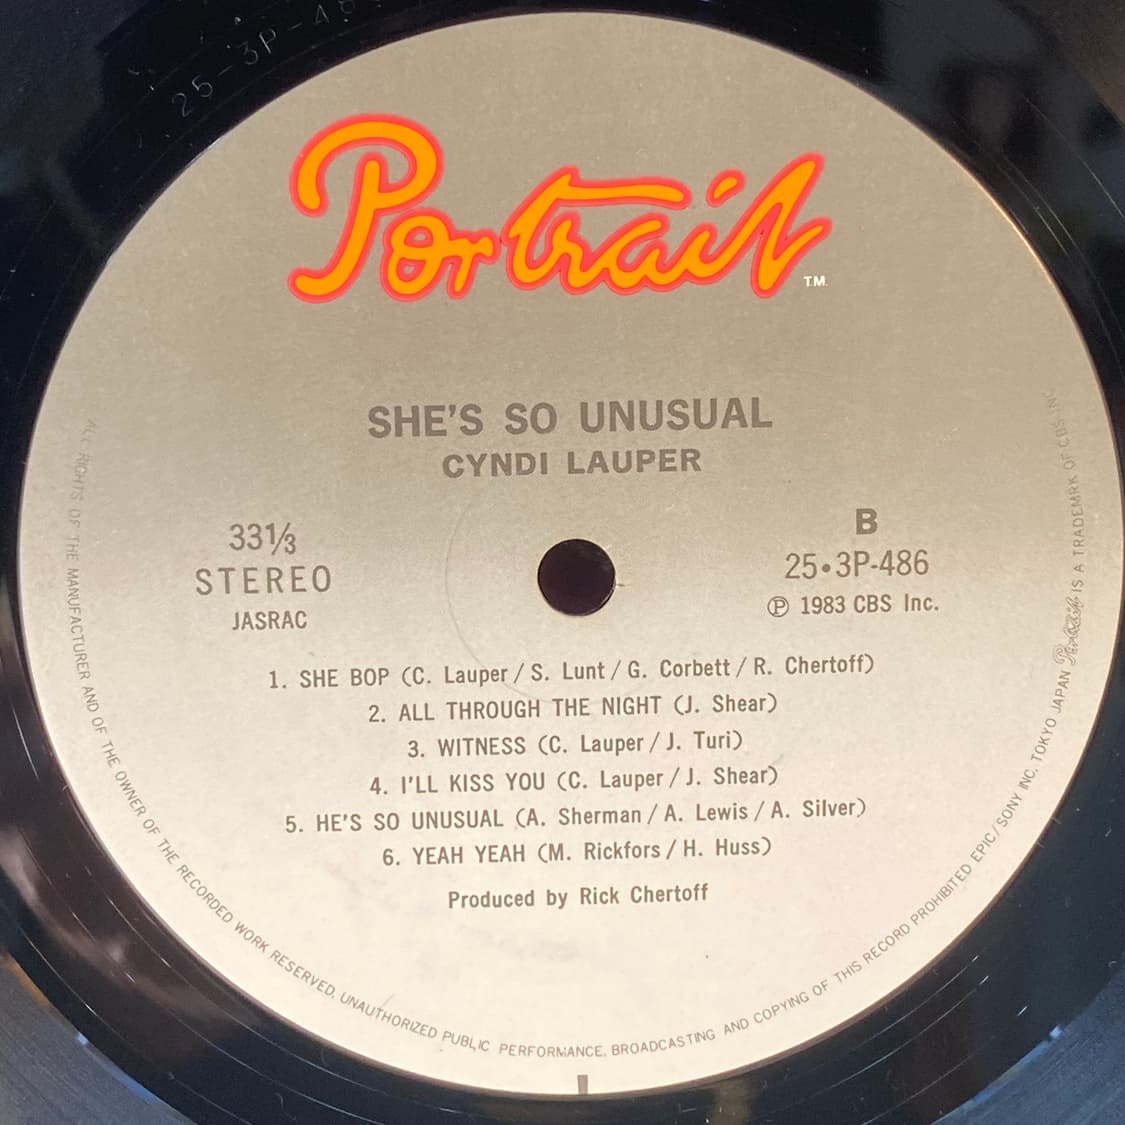 25-3P-48
Portrait
TM.
SHE'S SO UNUSUAL
CYNDI LAUPER
33⅓
STEREO
JASRAC
B
25•3P-486
Ⓟ 1983 CBS Inc.
1. SHE BOP (C. Lauper / S. Lunt / G. Corbett / R. Chertoff)
2. ALL THROUGH THE NIGHT (J. Shear)
3. WITNESS (C. Lauper / J. Turi)
4. I'LL KISS YOU (C. Lauper / J. Shear)
5. HE'S SO UNUSUAL (A. Sherman / A. Lewis / A. Silver)
6. YEAH YEAH (M. Rickfors / H. Huss)
Produced by Rick Chertoff
ALL RIGHTS OF THE MANUFACTURER AND OF THE OWNER OF THE RECORDED WORK RESERVED. UNAUTHORIZED PUBLIC PERFORMANCE, BROADCASTING AND COPYING OF THIS RECORD PROHIBITED EPIC/SONY INC. TOKYO JAPAN Portrait IS A TRADEMRK OF CBS INC.